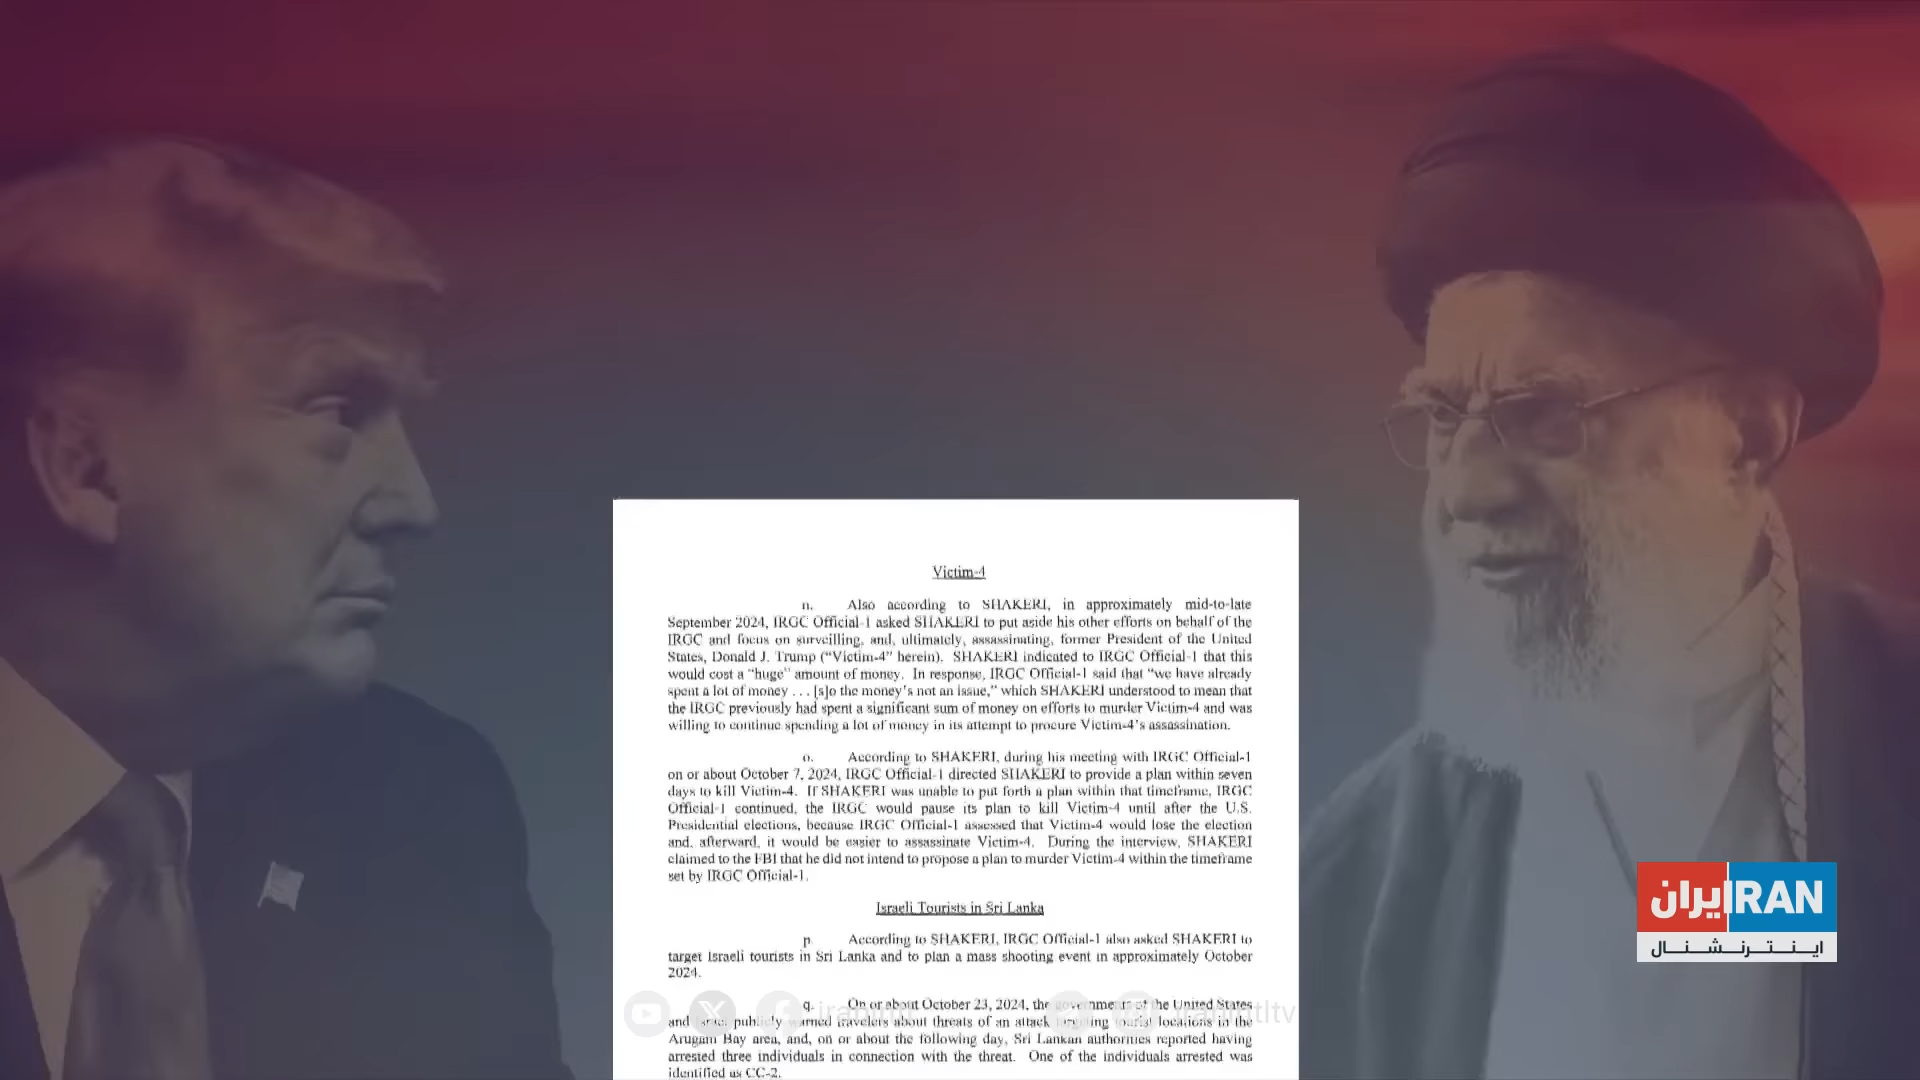 Victim-4
n. Also according to SHAKERI, in approximately mid-to-late
September 2024, IRGC Official-1 asked SHAKERI to put aside his other efforts on behalf of the
IRGC and focus on surveilling, and, ultimately, assassinating, former President of the United
States, Donald J. Trump (“Victim-4” herein). SHAKERI indicated to IRGC Official-1 that this
would cost a “huge” amount of money. In response, IRGC Official-1 said that “we have already
spent a lot of money . . . [s]o the money’s not an issue,” which SHAKERI understood to mean that
the IRGC previously had spent a significant sum of money on efforts to murder Victim-4 and was
willing to continue spending a lot of money in its attempt to procure Victim-4’s assassination.
o. According to SHAKERI, during his meeting with IRGC Official-1
on or about October 7, 2024, IRGC Official-1 directed SHAKERI to provide a plan within seven
days to kill Victim-4. If SHAKERI was unable to put forth a plan within that timeframe, IRGC
Official-1 continued, the IRGC would pause its plan to kill Victim-4 until after the U.S.
Presidential elections, because IRGC Official-1 assessed that Victim-4 would lose the election
and, afterward, it would be easier to assassinate Victim-4. During the interview, SHAKERI
claimed to the FBI that he did not intend to propose a plan to murder Victim-4 within the timeframe
set by IRGC Official-1.
Israeli Tourists in Sri Lanka
p. According to SHAKERI, IRGC Official-1 also asked SHAKERI to
target Israeli tourists in Sri Lanka and to plan a mass shooting event in approximately October
2024.
q. On or about October 23, 2024, the governments of the United States
and Israel publicly warned travelers about threats of an attack targeting tourist locations in the
Arugam Bay area, and, on or about the following day, Sri Lankan authorities reported having
arrested three individuals in connection with the threat. One of the individuals arrested was
identified as CC-2.
ایران IRAN
اینترنشنال
iranintl
iranintltv